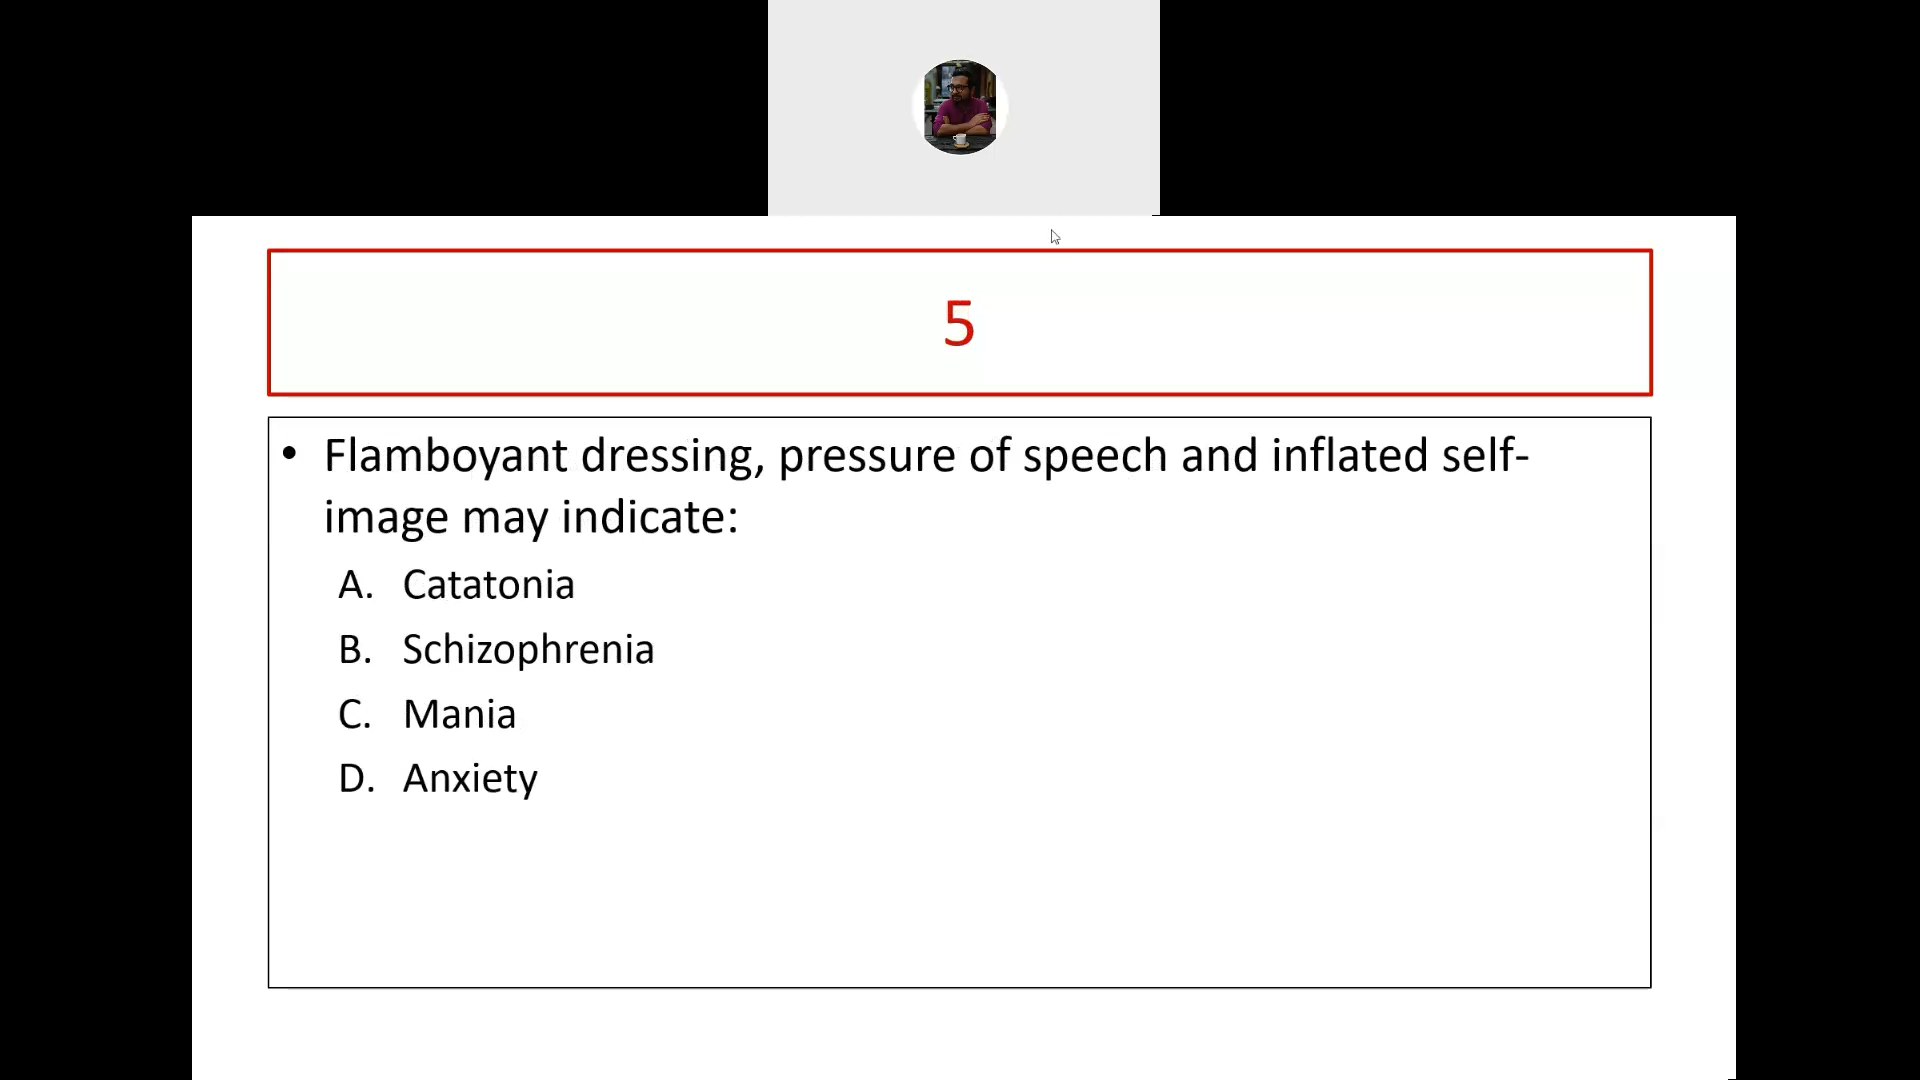 5
• Flamboyant dressing, pressure of speech and inflated self-
image may indicate:
A. Catatonia
B. Schizophrenia
C. Mania
D. Anxiety